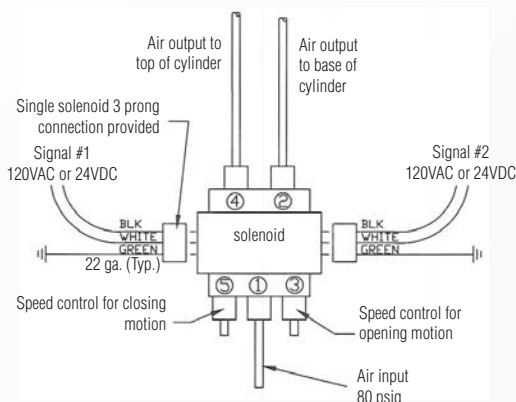 Air output to
top of cylinder
Air output
to base of
cylinder
Single solenoid 3 prong
connection provided
Signal #1
120VAC or 24VDC
Signal #2
120VAC or 24VDC
④
②
BLK
WHITE
GREEN
22 ga. (Typ.)
solenoid
BLK
WHITE
GREEN
⑤
①
③
Speed control for closing
motion
Speed control for
opening motion
Air input
80 psig